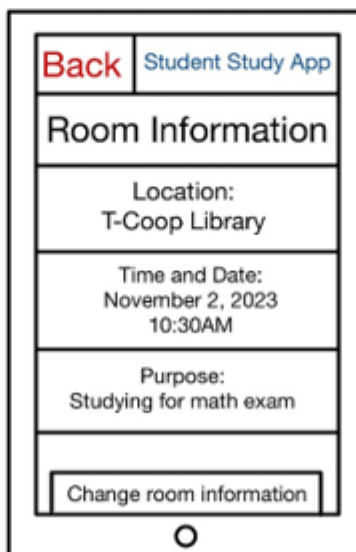 Back
Student Study App
Room Information
Location:
T-Coop Library
Time and Date:
November 2, 2023
10:30AM
Purpose:
Studying for math exam
Change room information